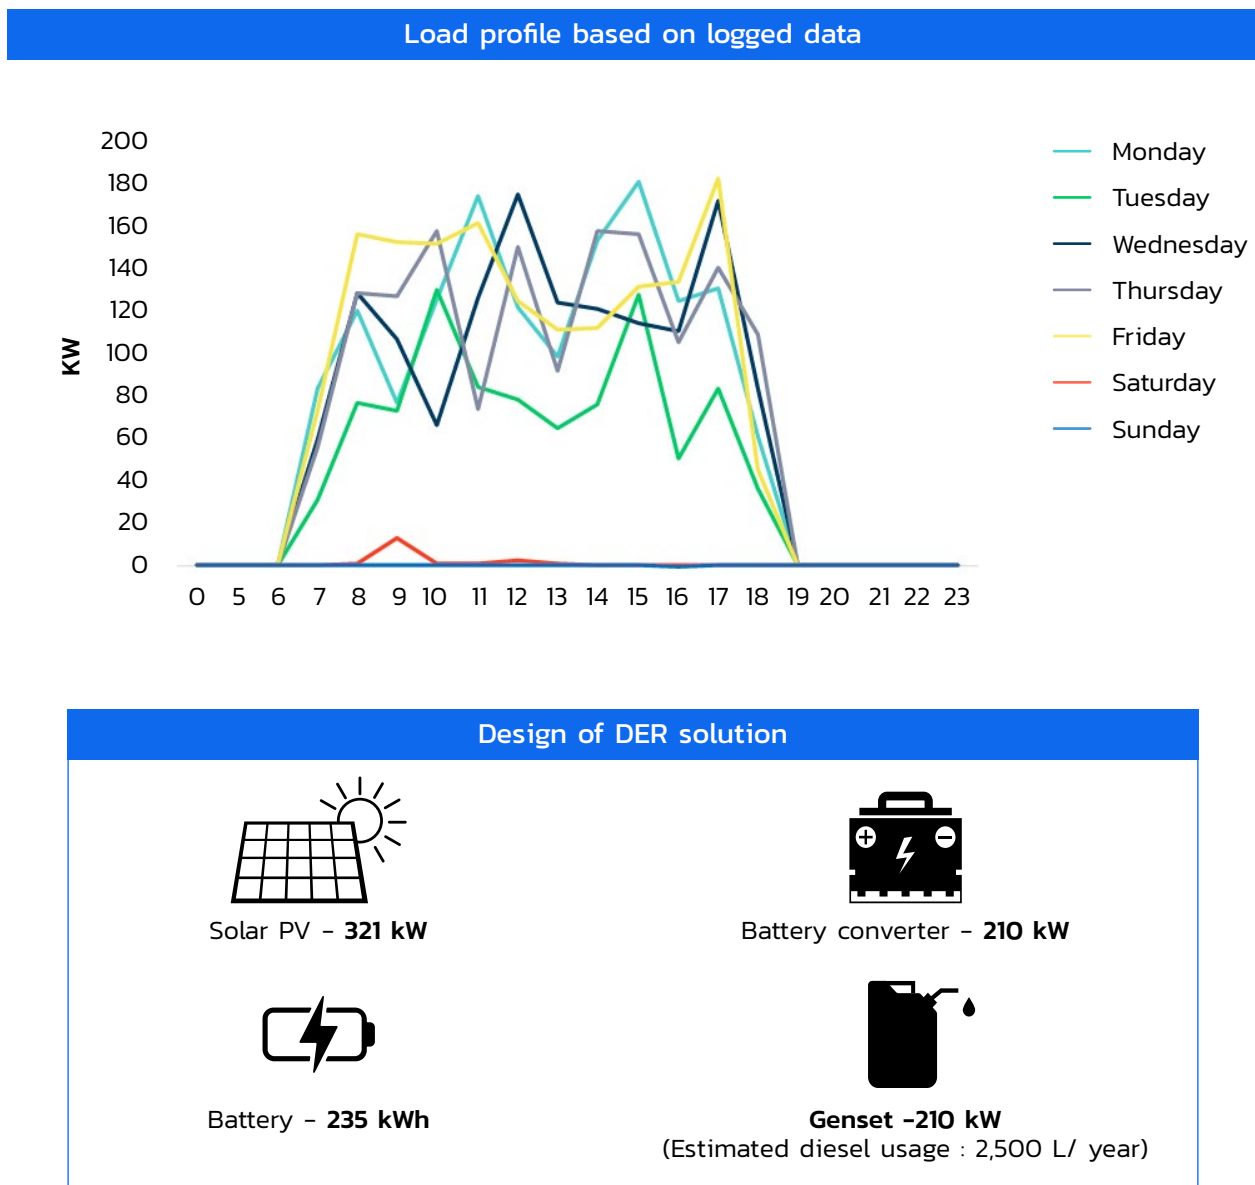 Load profile based on logged data
200
180
160
140
120
100
80
60
40
20
0
KW
0 5 6 7 8 9 10 11 12 13 14 15 16 17 18 19 20 21 22 23
Monday
Tuesday
Wednesday
Thursday
Friday
Saturday
Sunday
Design of DER solution
Solar PV - 321 kW
Battery converter - 210 kW
Battery - 235 kWh
Genset -210 kW
(Estimated diesel usage : 2,500 L/ year)